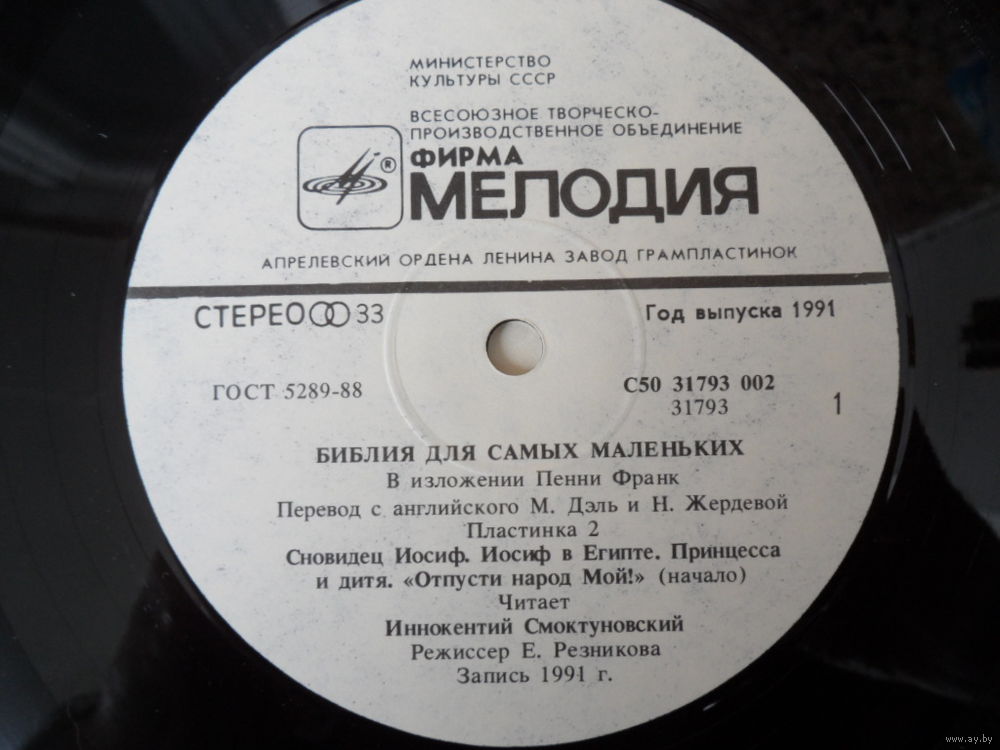 МИНИСТЕРСТВО
КУЛЬТУРЫ СССР
ВСЕСОЮЗНОЕ ТВОРЧЕСКО-
ПРОИЗВОДСТВЕННОЕ ОБЪЕДИНЕНИЕ
ФИРМА
®
МЕЛОДИЯ
АПРЕЛЕВСКИЙ ОРДЕНА ЛЕНИНА ЗАВОД ГРАМПЛАСТИНОК
СТЕРЕО 33
Год выпуска 1991
ГОСТ 5289-88
С50 31793 002
31793
1
БИБЛИЯ ДЛЯ САМЫХ МАЛЕНЬКИХ
В изложении Пенни Франк
Перевод с английского М. Дэль и Н. Жердевой
Пластинка 2
Сновидец Иосиф. Иосиф в Египте. Принцесса
и дитя. «Отпусти народ Мой!» (начало)
Читает
Иннокентий Смоктуновский
Режиссер Е. Резникова
Запись 1991 г.
www.ay.by